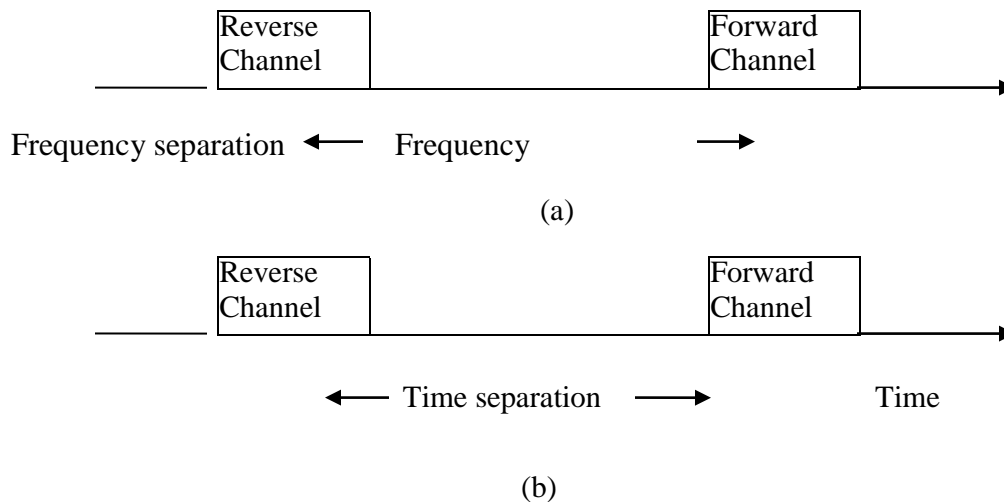 Reverse
Channel
Forward
Channel
Frequency separation Frequency
(a)
Reverse
Channel
Forward
Channel
Time separation Time
(b)